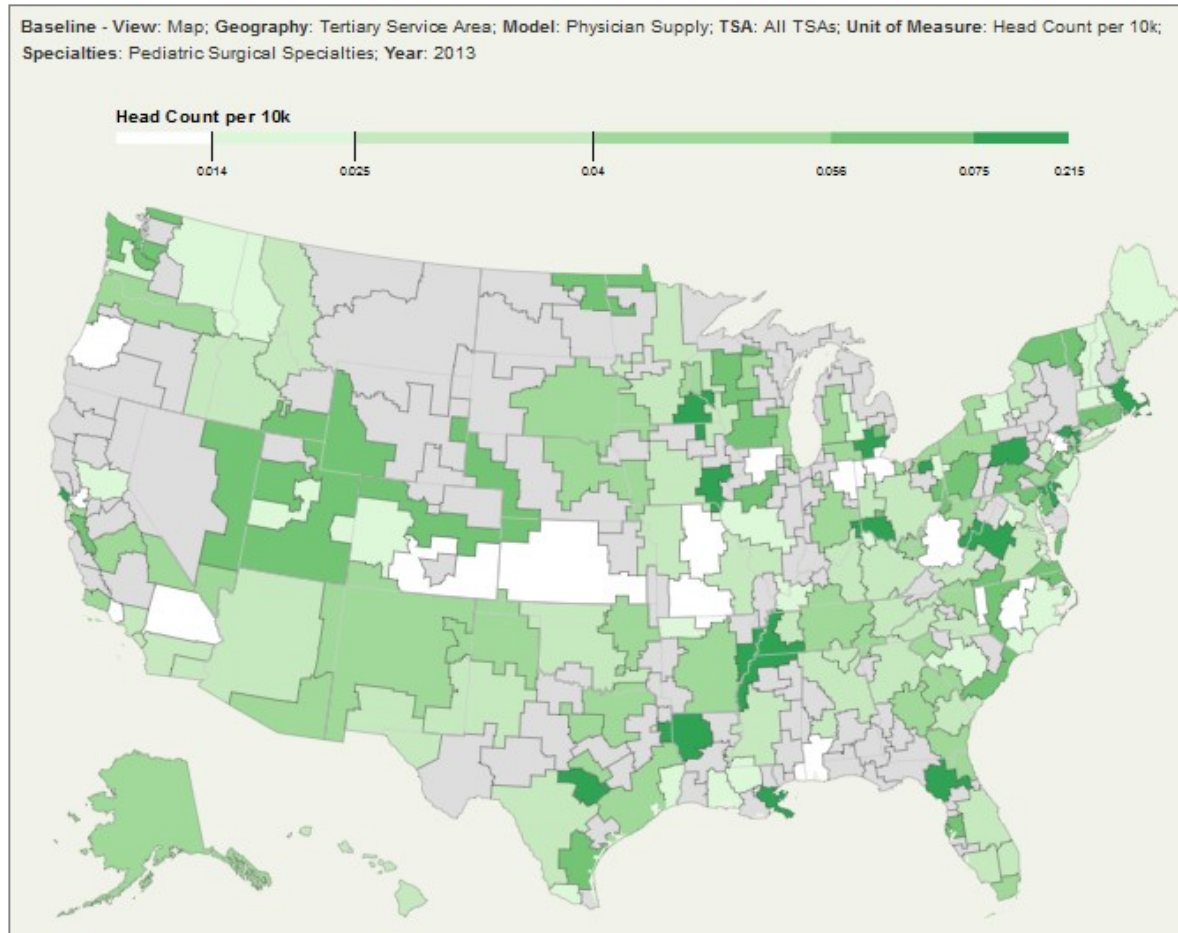 Baseline - View: Map; Geography: Tertiary Service Area; Model: Physician Supply; TSA: All TSAs; Unit of Measure: Head Count per 10k;
Specialties: Pediatric Surgical Specialties; Year: 2013
Head Count per 10k
0.014 0.025 0.04 0.056 0.075 0.215